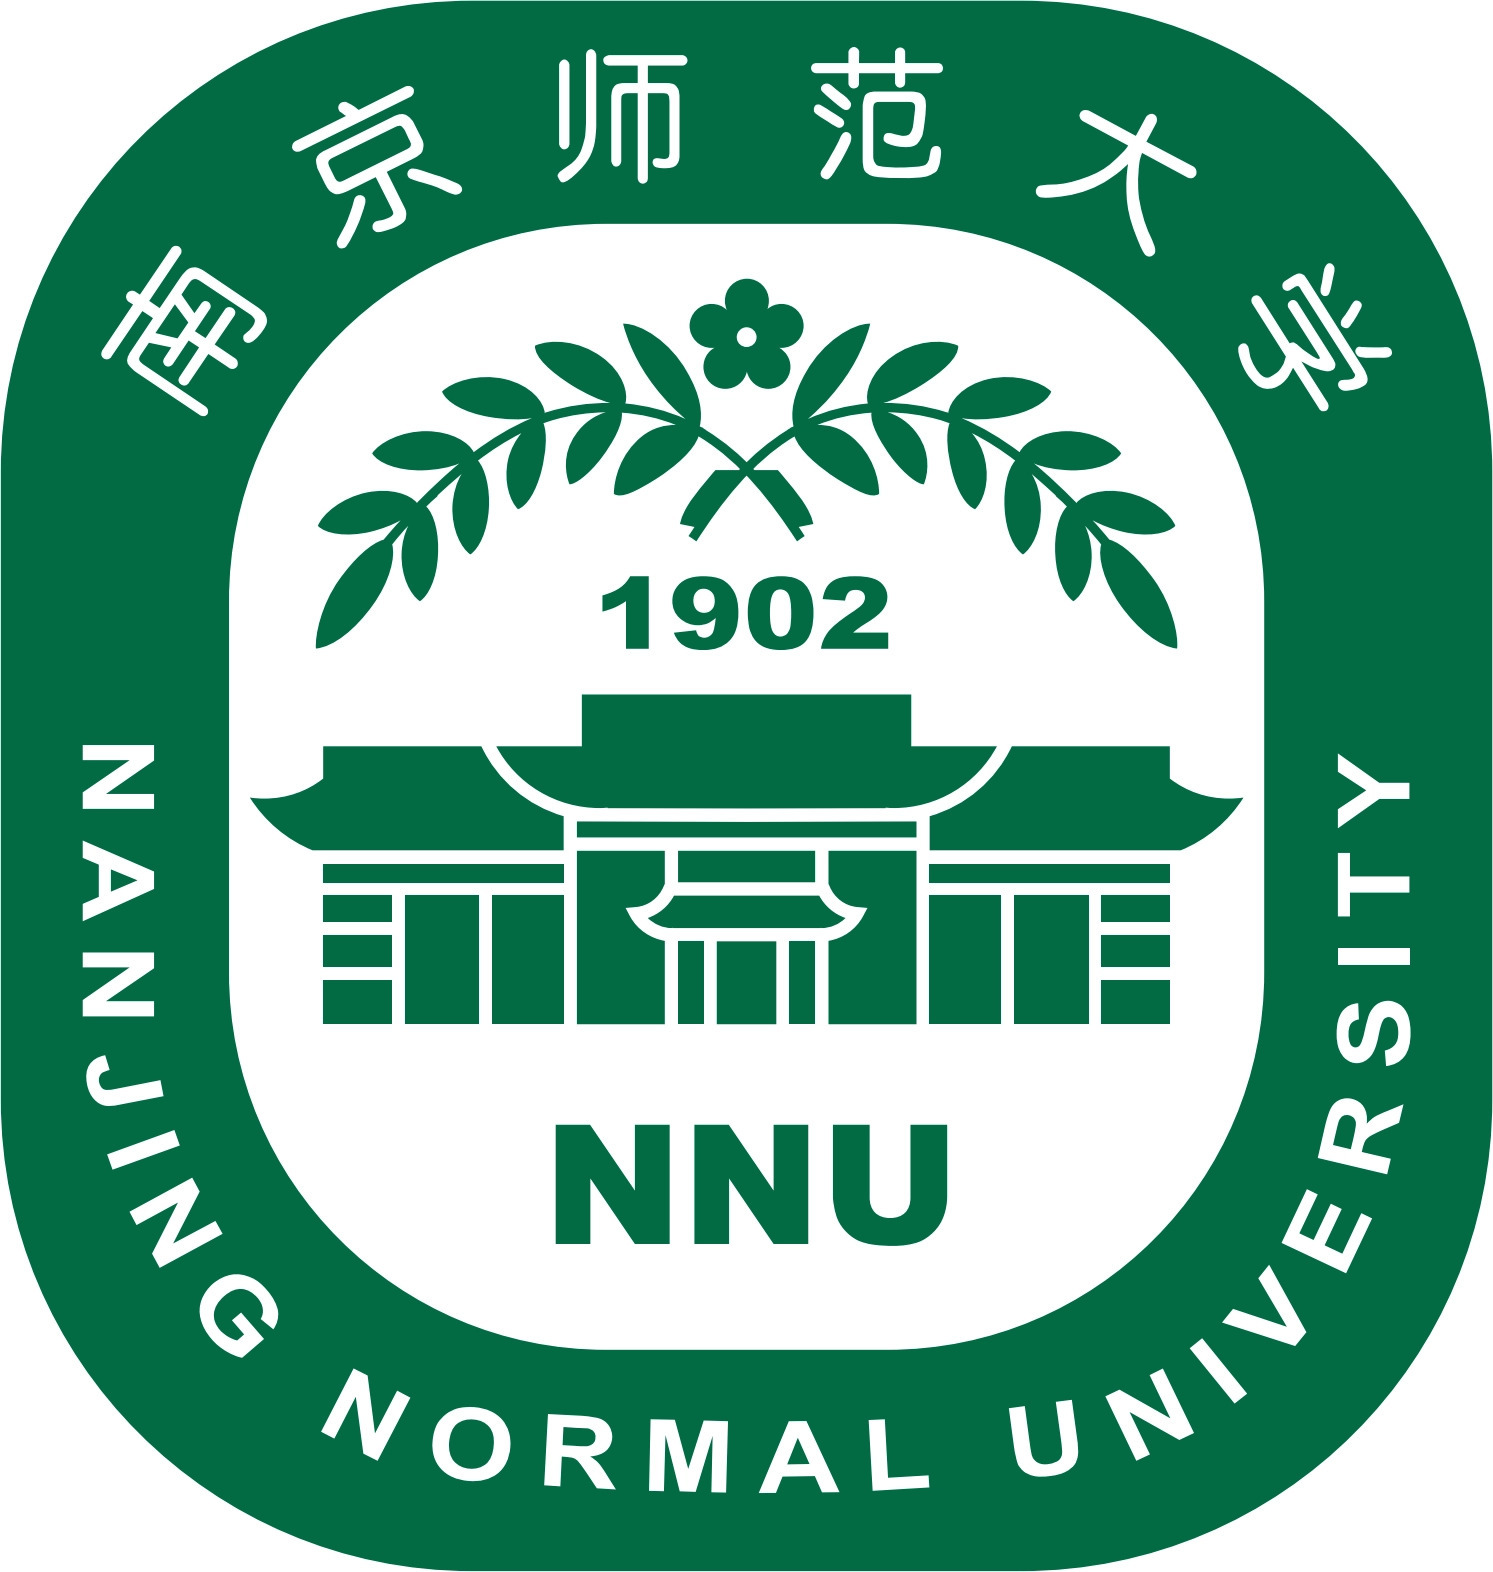 南京师范大学
1902
NNU
NANJING NORMAL UNIVERSITY